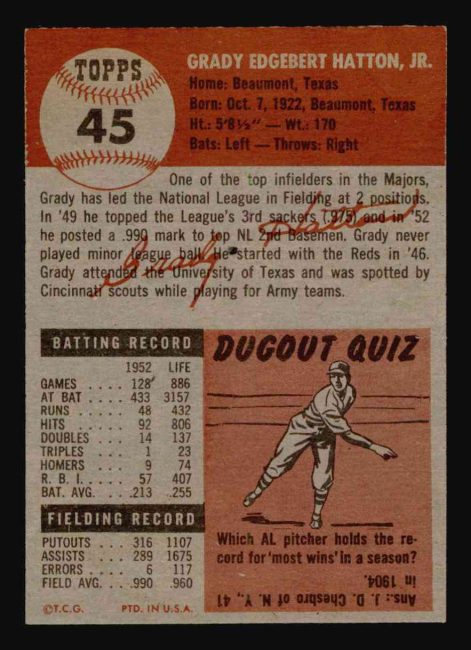 TOPPS
45
GRADY EDGEBERT HATTON, JR.
Home: Beaumont, Texas
Born: Oct. 7, 1922, Beaumont, Texas
Ht.: 5'8½" — Wt.: 170
Bats: Left — Throws: Right
One of the top infielders in the Majors,
Grady has led the National League in Fielding at 2 positions.
In '49 he topped the League's 3rd sackers (.975) and in '52
he posted a .990 mark to top NL 2nd Basemen. Grady never
played minor league ball. He started with the Reds in '46.
Grady attended the University of Texas and was spotted by
Cincinnati scouts while playing for Army teams.
Grady Hatton
BATTING RECORD
1952 LIFE
GAMES .... 128 886
AT BAT .... 433 3157
RUNS .... 48 432
HITS .... 92 806
DOUBLES .... 14 137
TRIPLES .... 1 23
HOMERS .... 9 74
R. B. I. .... 57 407
BAT. AVG. .... .213 .255
FIELDING RECORD
PUTOUTS .... 316 1107
ASSISTS .... 289 1675
ERRORS .... 6 117
FIELD AVG. .... .990 .960
©T.C.G. PTD. IN U.S.A.
DUGOUT QUIZ
Which AL pitcher holds the re-
cord for 'most wins' in a season?
Ans.: J. D. Chesbro of N. Y., 41
in 1904.